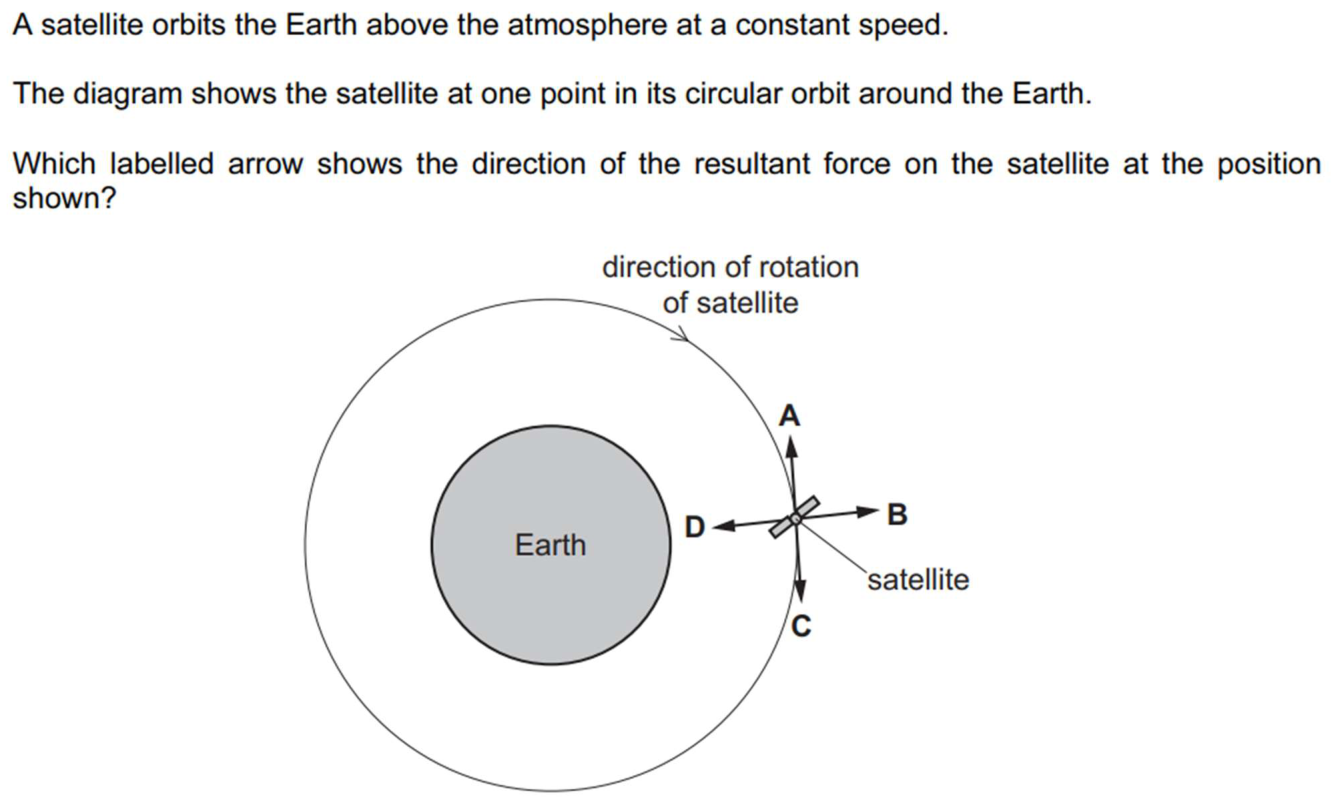 A satellite orbits the Earth above the atmosphere at a constant speed.
The diagram shows the satellite at one point in its circular orbit around the Earth.
Which labelled arrow shows the direction of the resultant force on the satellite at the position
shown?
direction of rotation
of satellite
A
B
D
Earth
satellite
C